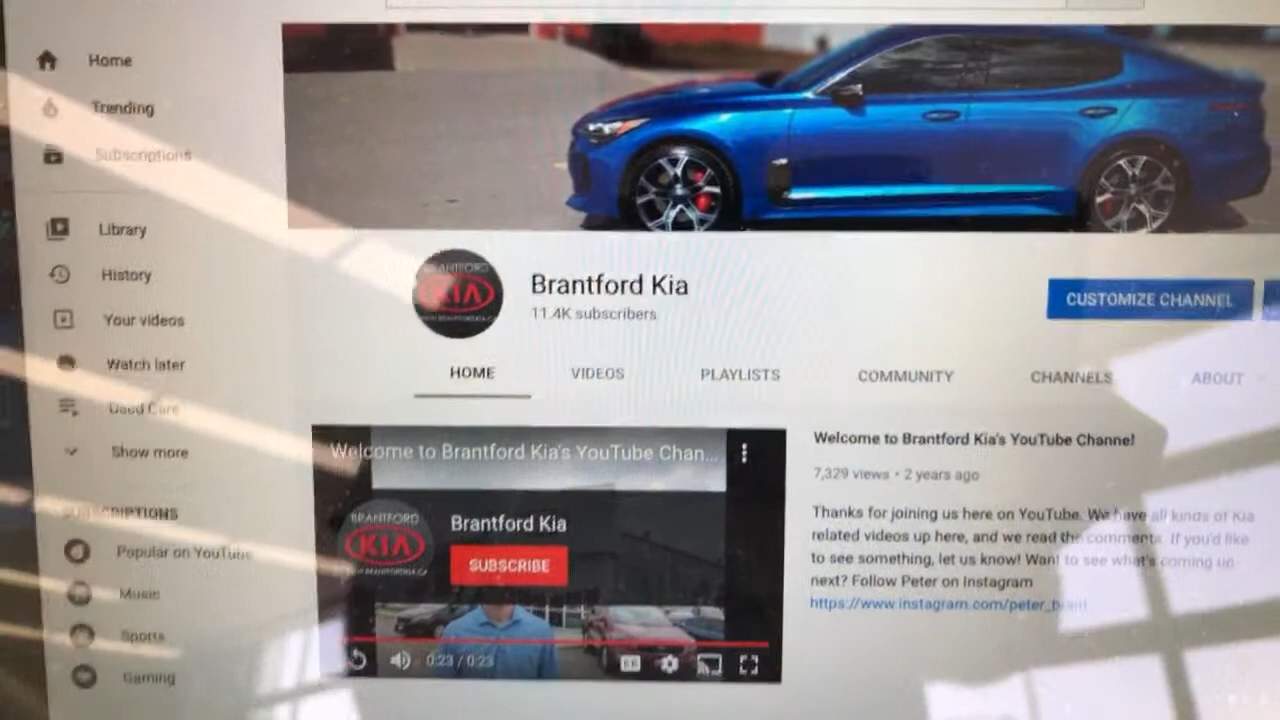 Home
Trending
Subscriptions
Library
History
Your videos
Watch later
Used Cars
Show more
SUBSCRIPTIONS
Popular on YouTube
Music
Sports
Gaming
BRANTFORD
KIA
Brantford Kia
11.4K subscribers
CUSTOMIZE CHANNEL
HOME VIDEOS PLAYLISTS COMMUNITY CHANNELS ABOUT
Welcome to Brantford Kia's YouTube Chan...
BRANTFORD
KIA
Brantford Kia
SUBSCRIBE
0:23 / 0:23
CC
Welcome to Brantford Kia's YouTube Channel
7,329 views • 2 years ago
Thanks for joining us here on YouTube. We have all kinds of Kia
related videos up here, and we read the comments. If you'd like
to see something, let us know! Want to see what's coming up
next? Follow Peter on Instagram
https://www.instagram.com/